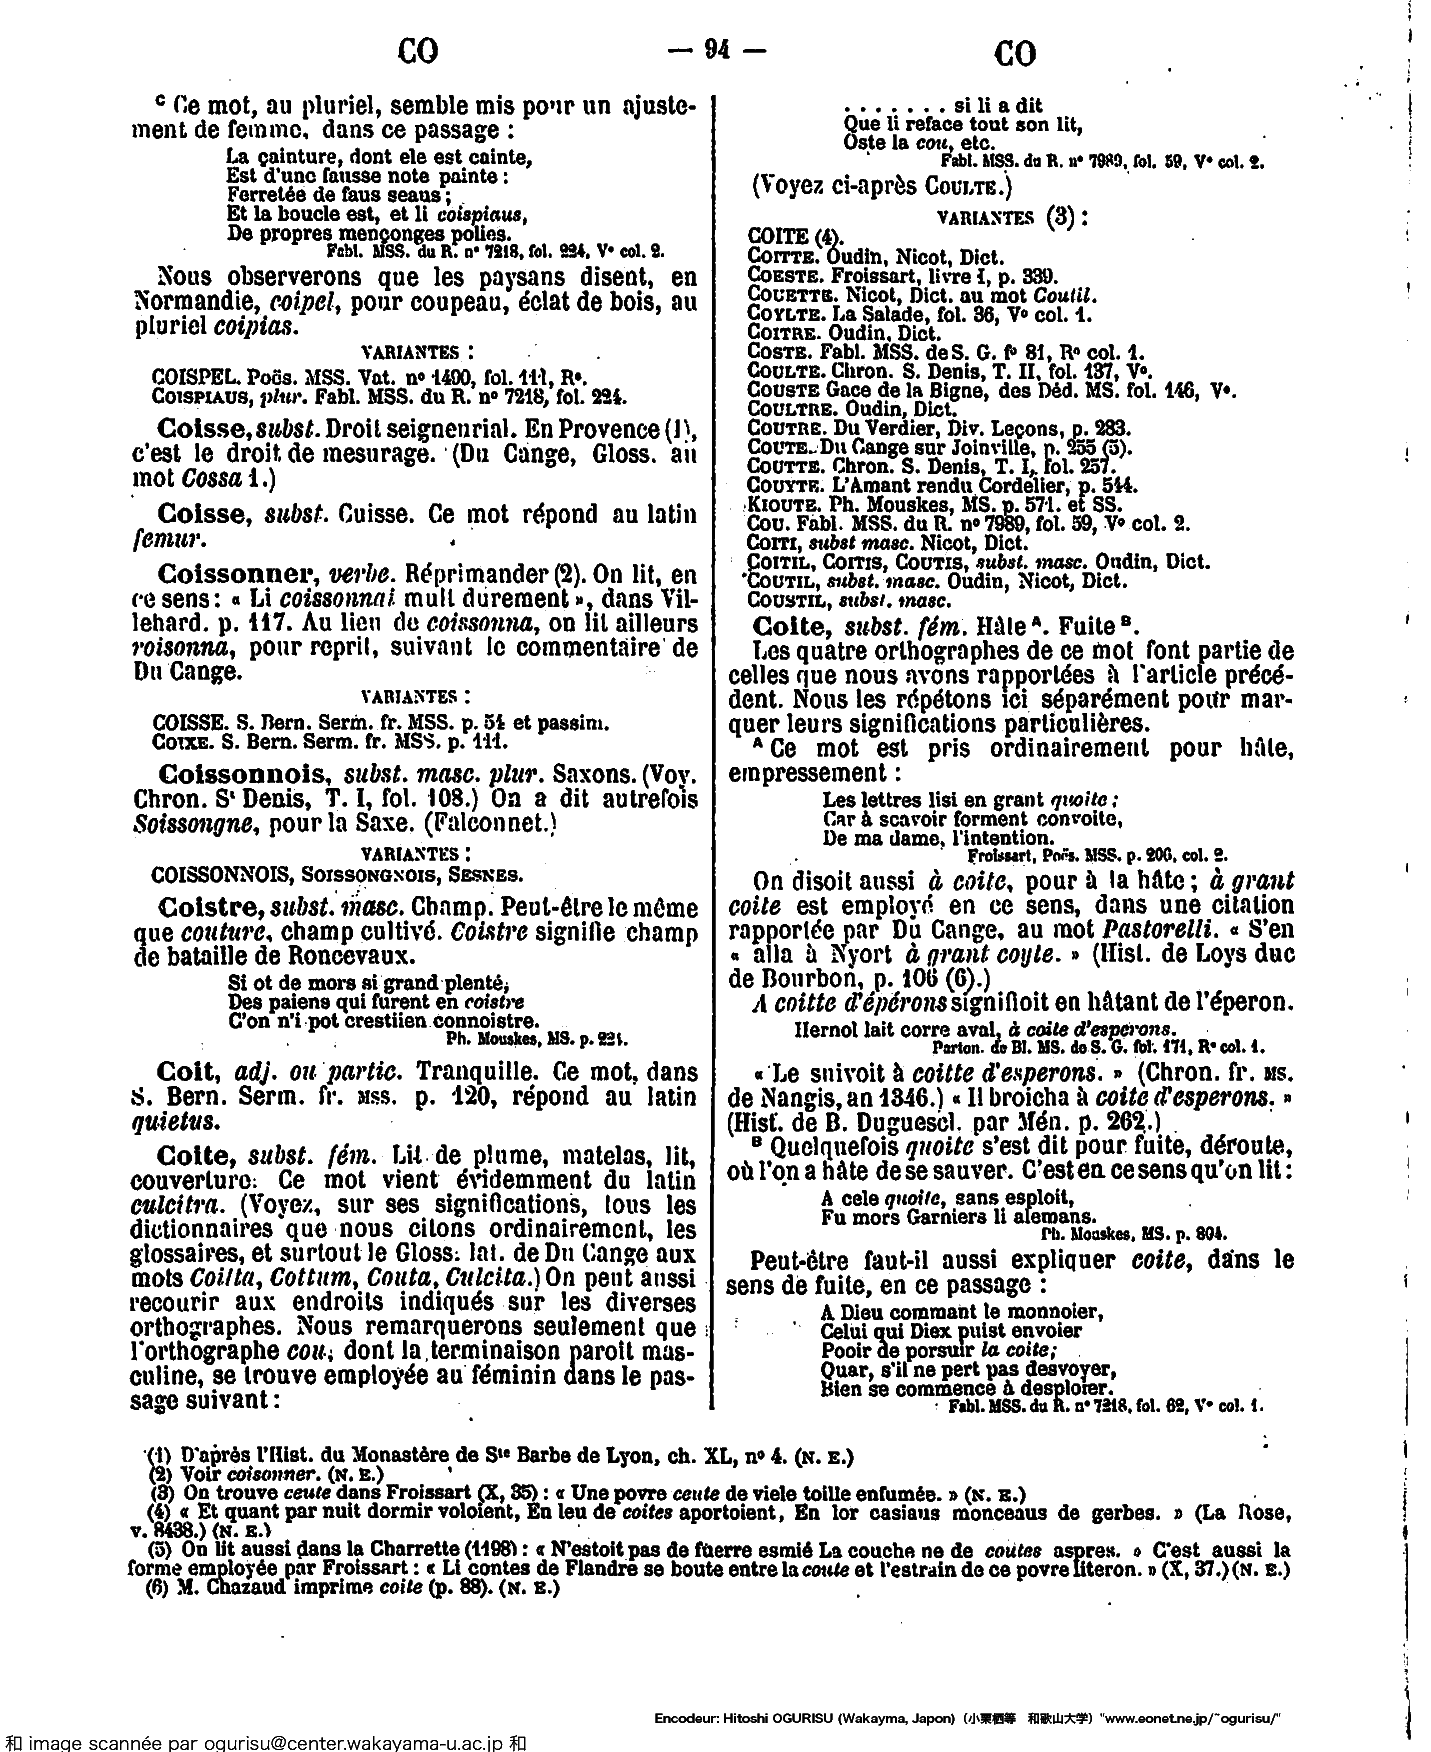 CO
— 94 —
CO
C Ce mot, au pluriel, semble mis pour un ajuste-
ment de femme, dans ce passage :
La çainture, dont ele est cainte,
Est d'une fausse note painte :
Ferretée de faus seaus ;
Et la boucle est, et li coispiaus,
De propres mençonges polies.
Fabl. MSS. du R. nº 7218, fol. 224, Vº col. 2.
Nous observerons que les paysans disent, en
Normandie, coipel, pour coupeau, éclat de bois, au
pluriel coipias.
VARIANTES :
COISPEL. Poës. MSS. Vat. nº 1490, fol. 111, Rº.
COISPIAUS, plur. Fabl. MSS. du R. nº 7218, fol. 224.
Coisse, subst. Droit seigneurial. En Provence (1),
c'est le droit de mesurage. (Du Cange, Gloss. au
mot Cossa 1.)
Coisse, subst. Cuisse. Ce mot répond au latin
femur.
Coissonner, verbe. Réprimander (2). On lit, en
ce sens : « Li coissonnai mult durement », dans Vil-
lehard. p. 117. Au lieu de coissonna, on lit ailleurs
roisonna, pour reprit, suivant le commentaire de
Du Cange.
VARIANTES :
COISSE. S. Bern. Serm. fr. MSS. p. 54 et passim.
COIXE. S. Bern. Serm. fr. MSS. p. 111.
Coissonnois, subst. masc. plur. Saxons. (Voy.
Chron. St Denis, T. I, fol. 108.) On a dit autrefois
Soissongne, pour la Saxe. (Falconnet.)
VARIANTES :
COISSONNOIS, SOISSONGNOIS, SESNES.
Coistre, subst. masc. Champ. Peut-être le même
que couture, champ cultivé. Coistre signifie champ
de bataille de Roncevaux.
Si ot de mors si grand plenté,
Des paiens qui furent en coistre
C'on n'i pot crestiien connoistre.
Ph. Mouskes, MS. p. 221.
Coit, adj. ou partic. Tranquille. Ce mot, dans
S. Bern. Serm. fr. MSS. p. 120, répond au latin
quietus.
Coite, subst. fém. Lit de plume, matelas, lit,
couverture. Ce mot vient évidemment du latin
culcitra. (Voyez, sur ses significations, tous les
dictionnaires que nous citons ordinairement, les
glossaires, et surtout le Gloss. lat. de Du Cange aux
mots Coilta, Cottum, Couta, Culcita.) On peut aussi
recourir aux endroits indiqués sur les diverses
orthographes. Nous remarquerons seulement que
l'orthographe cou, dont la terminaison paroît mas-
culine, se trouve employée au féminin dans le pas-
sage suivant :
. . . . . . . si li a dit
Que li reface tout son lit,
Oste la cou, etc.
Fabl. MSS. du R. nº 7989, fol. 59, Vº col. 2.
(Voyez ci-après COULTE.)
VARIANTES (3) :
COITE (4).
COITTE. Oudin, Nicot, Dict.
COESTE. Froissart, livre I, p. 339.
COUETTE. Nicot, Dict. au mot Coutil.
COYLTE. La Salade, fol. 36, Vº col. 1.
COITRE. Oudin, Dict.
COSTE. Fabl. MSS. de S. G. fº 81, Rº col. 1.
COULTE. Chron. S. Denis, T. II, fol. 137, Vº.
COUSTE Gace de la Bigne, des Déd. MS. fol. 146, Vº.
COULTRE. Oudin, Dict.
COUTRE. Du Verdier, Div. Leçons, p. 283.
COUTE. Du Cange sur Joinville, p. 255 (5).
COUTTE. Chron. S. Denis, T. I, fol. 257.
COUYTE. L'Amant rendu Cordelier, p. 544.
KIOUTE. Ph. Mouskes, MS. p. 571. et SS.
COU. Fabl. MSS. du R. nº 7989, fol. 59, Vº col. 2.
COITI, subst masc. Nicot, Dict.
COITIL, COITIS, COUTIS, subst. masc. Oudin, Dict.
COUTIL, subst. masc. Oudin, Nicot, Dict.
COUSTIL, subst. masc.
Coite, subst. fém. Hâle A. Fuite B.
Les quatre orthographes de ce mot font partie de
celles que nous avons rapportées à l'article précé-
dent. Nous les répétons ici séparément pour mar-
quer leurs significations particulières.
A Ce mot est pris ordinairement pour hâte,
empressement :
Les lettres lisi en grant quoite ;
Car à scavoir forment convoite,
De ma dame, l'intention.
Froissart, Poës. MSS. p. 206, col. 2.
On disoit aussi à coite, pour à la hâte ; à grant
coite est employé en ce sens, dans une citation
rapportée par Du Cange, au mot Pastorelli. « S'en
« alla à Nyort à grant coyte. » (Hist. de Loys duc
de Bourbon, p. 106 (6).)
A coitte d'épérons signifioit en hâtant de l'éperon.
Hernol lait corre aval, à coite d'esperons.
Parton. de Bl. MS. de S. G. fol. 171, Rº col. 1.
« Le suivoit à coitte d'esperons. » (Chron. fr. MS.
de Nangis, an 1346.) « Il broicha à coite d'esperons. »
(Hist. de B. Duguescl. par Mén. p. 262.)
B Quelquefois quoite s'est dit pour fuite, déroute,
où l'on a hâte de se sauver. C'est en ce sens qu'on lit :
A cele quoite, sans esploit,
Fu mors Garniers li alemans.
Ph. Mouskes, MS. p. 804.
Peut-être faut-il aussi expliquer coite, dans le
sens de fuite, en ce passage :
A Dieu commant le monnoier,
Celui qui Diex puist envoier
Pooir de porsuir la coite ;
Quar, s'il ne pert pas desvoyer,
Bien se commence à desploier.
Fabl. MSS. du R. nº 7218, fol. 62, Vº col. 1.
(1) D'après l'Hist. du Monastère de Ste Barbe de Lyon, ch. XL, nº 4. (N. E.)
(2) Voir coisonner. (N. E.)
(3) On trouve ceute dans Froissart (X, 35) : « Une povre ceute de viele toille enfumée. » (N. E.)
(4) « Et quant par nuit dormir voloient, En leu de coites aportoient, En lor casiaus monceaus de gerbes. » (La Rose,
v. 8438.) (N. E.)
(5) On lit aussi dans la Charrette (1198) : « N'estoit pas de fuerre esmié La couche ne de coutes aspres. » C'est aussi la
forme employée par Froissart : « Li contes de Flandre se boute entre la coute et l'estrain de ce povre literon. » (X, 37.) (N. E.)
(6) M. Chazaud imprime coite (p. 88). (N. E.)
Encodeur: Hitoshi OGURISU (Wakayma, Japon) (小栗栖等 和歌山大学) "www.eonet.ne.jp/~ogurisu/"
和 image scannée par ogurisu@center.wakayama-u.ac.jp 和